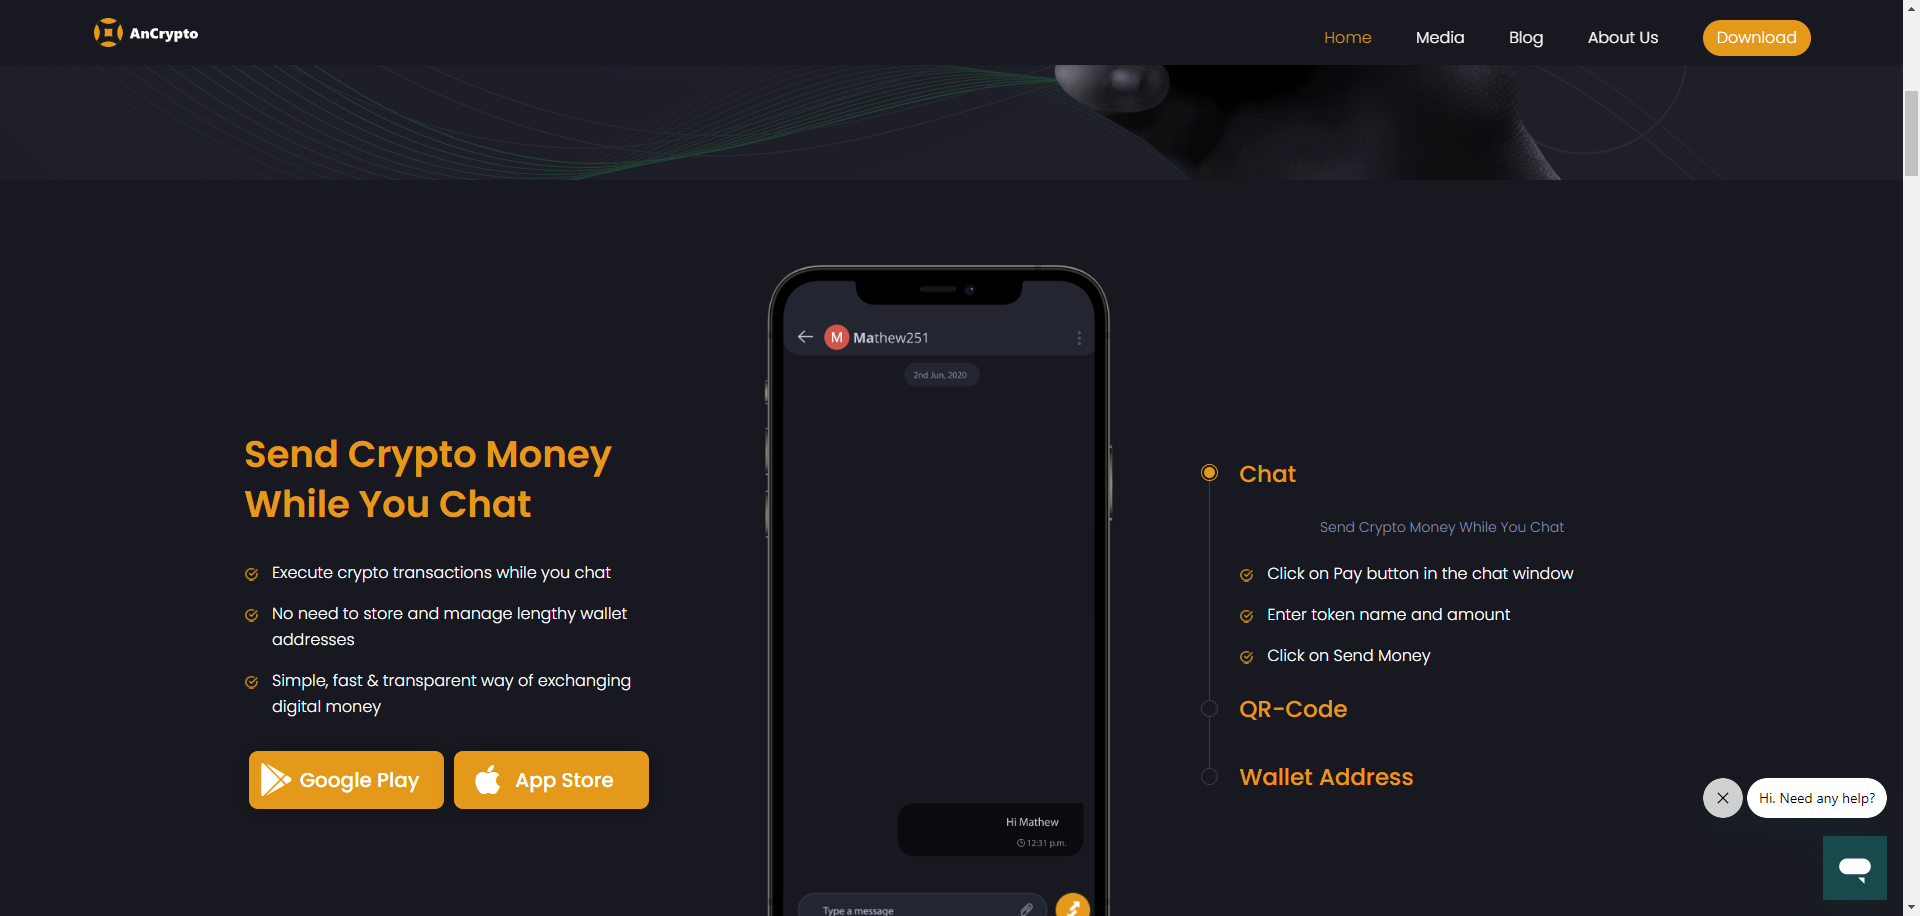 AnCrypto
Home
Media
Blog
About Us
Download
M
Mathew251
2nd Jun, 2020
Hi Mathew
12:31 p.m.
Type a message
Send Crypto Money
While You Chat
Execute crypto transactions while you chat
No need to store and manage lengthy wallet
addresses
Simple, fast & transparent way of exchanging
digital money
Google Play
App Store
Chat
Send Crypto Money While You Chat
Click on Pay button in the chat window
Enter token name and amount
Click on Send Money
QR-Code
Wallet Address
Hi. Need any help?